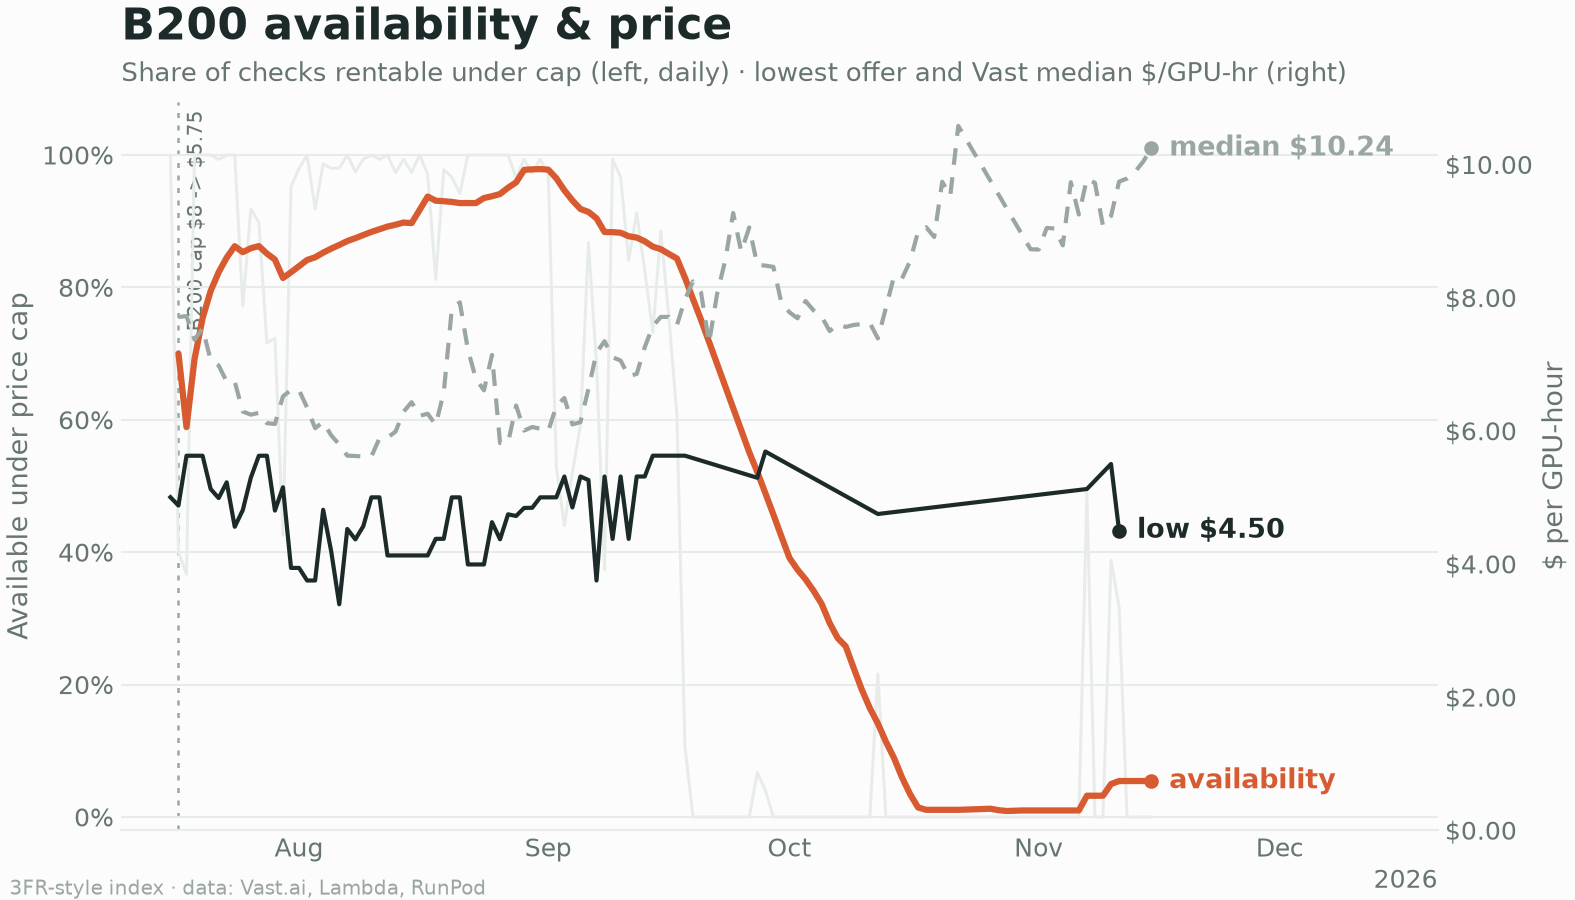 B200 availability & price
Share of checks rentable under cap (left, daily) · lowest offer and Vast median $/GPU-hr (right)
B200 cap $8 -> $5.75
Available under price cap
100%
80%
60%
40%
20%
0%
$10.00
$8.00
$6.00
$4.00
$2.00
$0.00
$ per GPU-hour
median $10.24
low $4.50
availability
Aug
Sep
Oct
Nov
Dec
2026
3FR-style index · data: Vast.ai, Lambda, RunPod